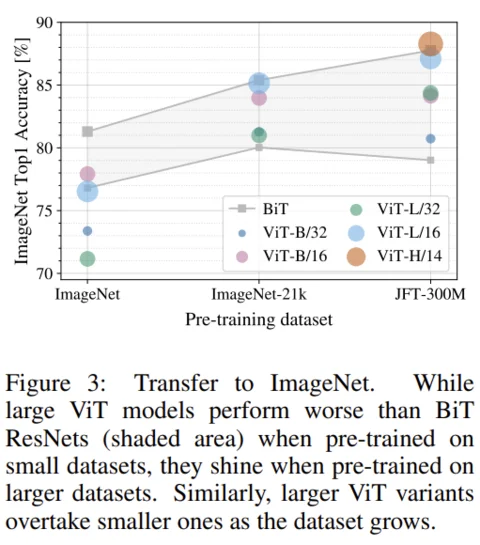 90
85
80
75
70
ImageNet Top1 Accuracy [%]
BiT
ViT-B/32
ViT-B/16
ViT-L/32
ViT-L/16
ViT-H/14
ImageNet
ImageNet-21k
JFT-300M
Pre-training dataset
Figure 3: Transfer to ImageNet. While
large ViT models perform worse than BiT
ResNets (shaded area) when pre-trained on
small datasets, they shine when pre-trained on
larger datasets. Similarly, larger ViT variants
overtake smaller ones as the dataset grows.